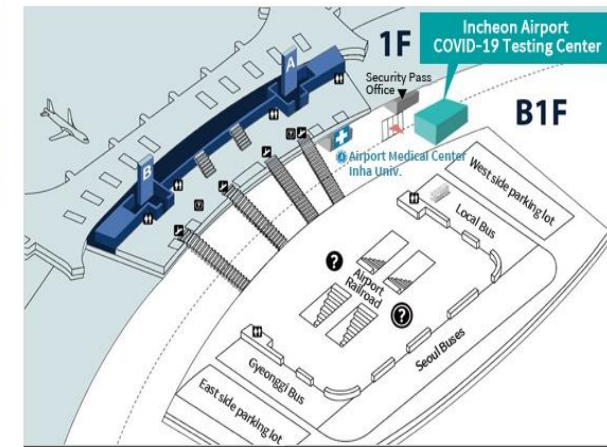 Incheon Airport
COVID-19 Testing Center
1F
A
Security Pass
Office
B1F
B
Airport Medical Center
Inha Univ.
West side parking lot
Local Bus
?
Airport
Railroad
?
Seoul Buses
Gyeonggi Bus
East side parking lot